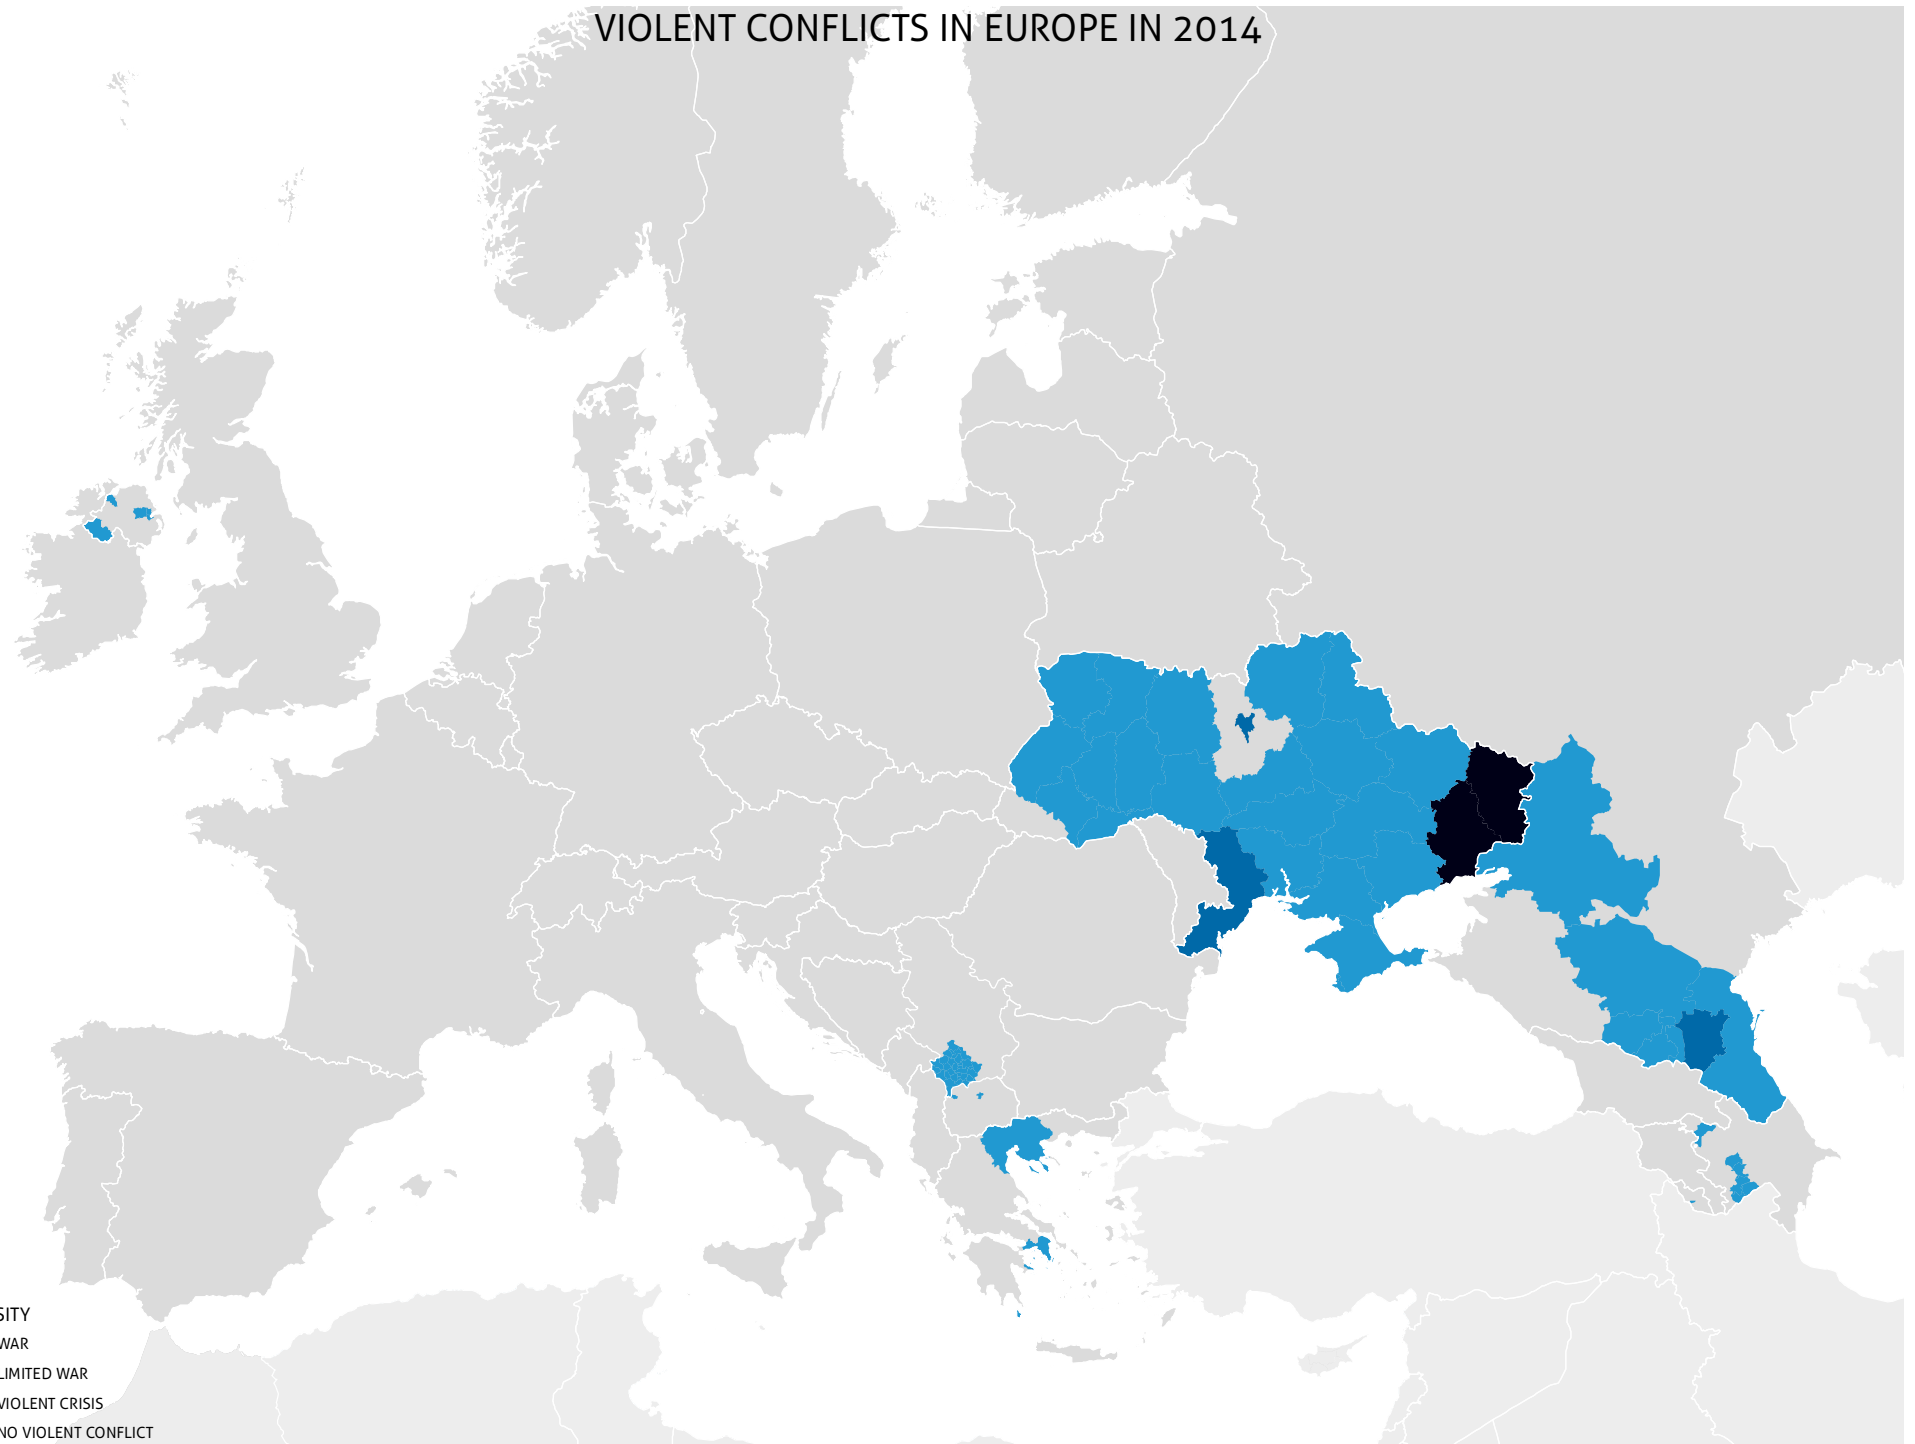 VIOLENT CONFLICTS IN EUROPE IN 2014
SITY
WAR
LIMITED WAR
VIOLENT CRISIS
NO VIOLENT CONFLICT